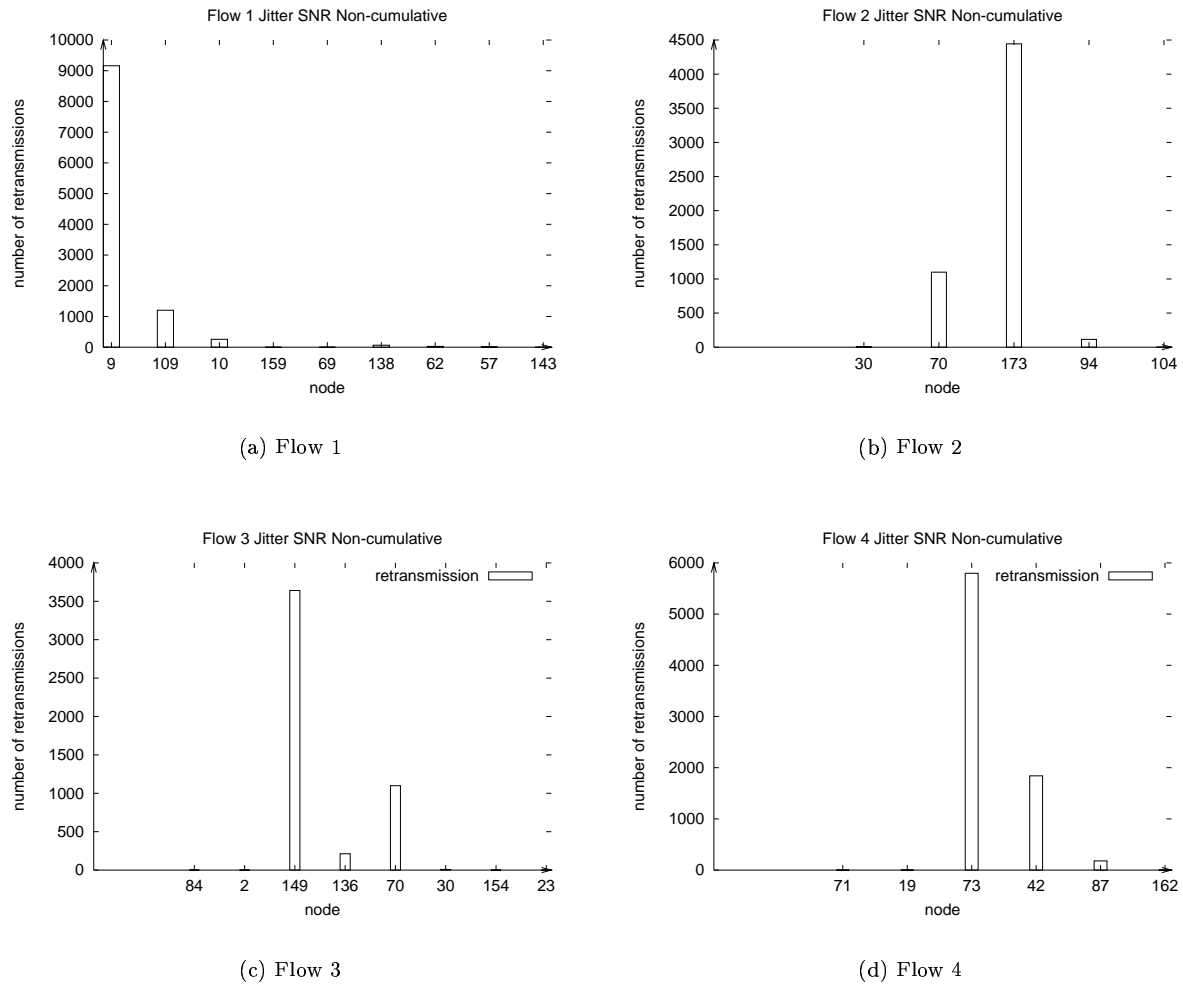 Flow 1 Jitter SNR Non-cumulative
number of retransmissions
10000
9000
8000
7000
6000
5000
4000
3000
2000
1000
0
9 109 10 159 69 138 62 57 143
node
(a) Flow 1
Flow 2 Jitter SNR Non-cumulative
number of retransmissions
4500
4000
3500
3000
2500
2000
1500
1000
500
0
30 70 173 94 104
node
(b) Flow 2
Flow 3 Jitter SNR Non-cumulative
retransmission
number of retransmissions
4000
3500
3000
2500
2000
1500
1000
500
0
84 2 149 136 70 30 154 23
node
(c) Flow 3
Flow 4 Jitter SNR Non-cumulative
retransmission
number of retransmissions
6000
5000
4000
3000
2000
1000
0
71 19 73 42 87 162
node
(d) Flow 4